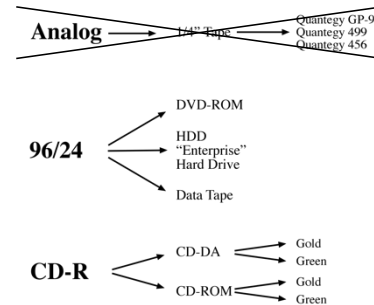 Analog
1/4” Tape
Quantegy GP-9
Quantegy 499
Quantegy 456
96/24
DVD-ROM
HDD
“Enterprise”
Hard Drive
Data Tape
CD-R
CD-DA
Gold
Green
CD-ROM
Gold
Green